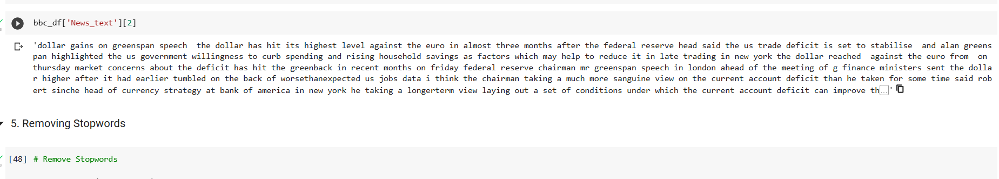 bbc_df['News_text'][2]
'dollar gains on greenspan speech  the dollar has hit its highest level against the euro in almost three months after the federal reserve head said the us trade deficit is set to stabilise  and alan greens
pan highlighted the us government willingness to curb spending and rising household savings as factors which may help to reduce it in late trading in new york the dollar reached  against the euro from  on
thursday market concerns about the deficit has hit the greenback in recent months on friday federal reserve chairman mr greenspan speech in london ahead of the meeting of g finance ministers sent the dolla
r higher after it had earlier tumbled on the back of worsethanexpected us jobs data i think the chairman taking a much more sanguine view on the current account deficit than he taken for some time said rob
ert sinche head of currency strategy at bank of america in new york he taking a longerterm view laying out a set of conditions under which the current account deficit can improve th...'
5. Removing Stopwords
[48] # Remove Stopwords